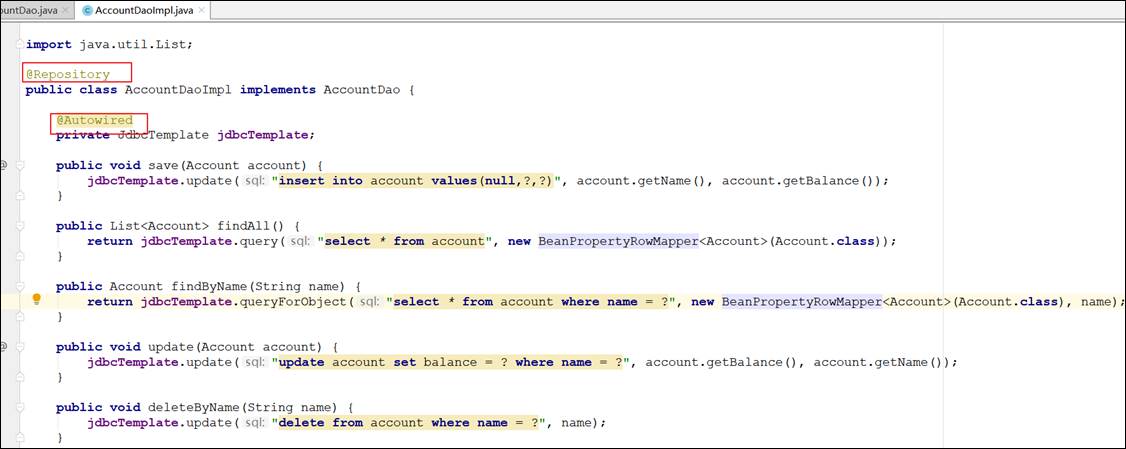 ountDao.java × AccountDaoImpl.java ×
import java.util.List;
@Repository
public class AccountDaoImpl implements AccountDao {
@Autowired
private JdbcTemplate jdbcTemplate;
public void save(Account account) {
jdbcTemplate.update( sql: "insert into account values(null,?,?)", account.getName(), account.getBalance());
}
public List<Account> findAll() {
return jdbcTemplate.query( sql: "select * from account", new BeanPropertyRowMapper<Account>(Account.class));
}
public Account findByName(String name) {
return jdbcTemplate.queryForObject( sql: "select * from account where name = ?", new BeanPropertyRowMapper<Account>(Account.class), name);
}
public void update(Account account) {
jdbcTemplate.update( sql: "update account set balance = ? where name = ?", account.getBalance(), account.getName());
}
public void deleteByName(String name) {
jdbcTemplate.update( sql: "delete from account where name = ?", name);
}